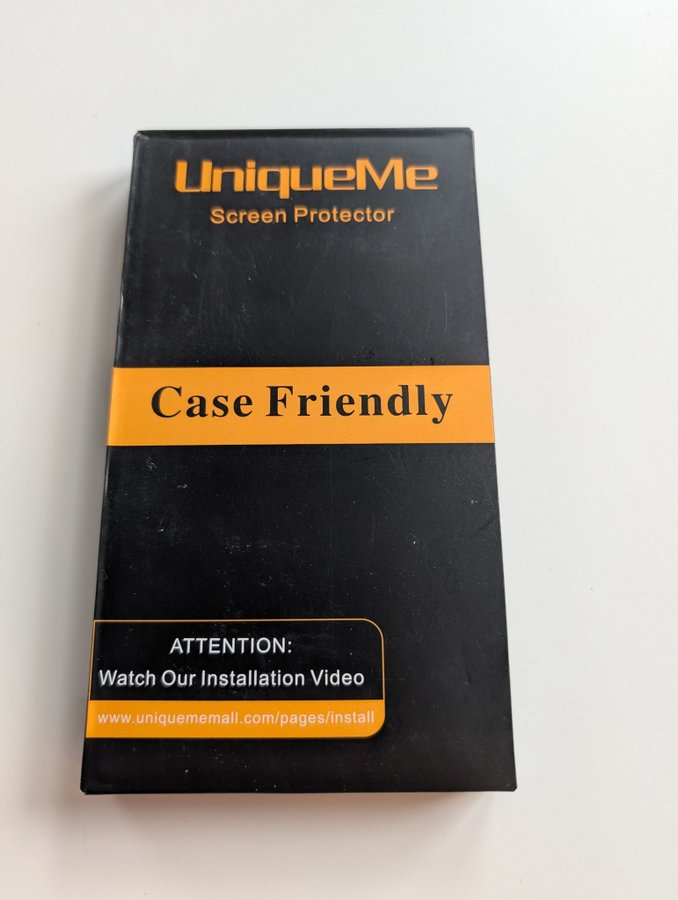 UniqueMe
Screen Protector
Case Friendly
ATTENTION:
Watch Our Installation Video
www.uniquememall.com/pages/install